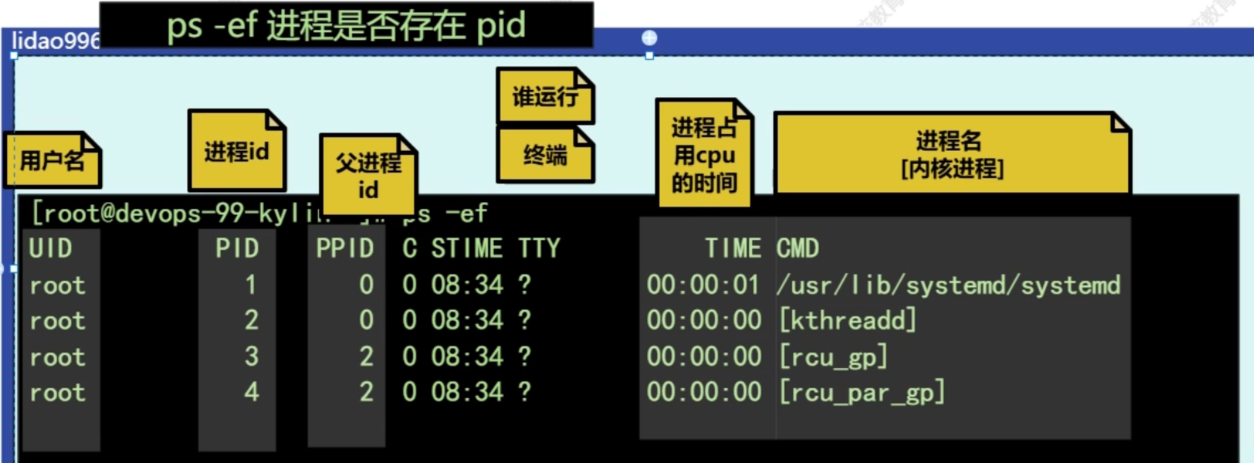 ps -ef 进程是否存在 pid
lidao996
谁运行
终端
用户名
进程id
父进程
id
进程占
用cpu
的时间
进程名
[内核进程]
[root@devops-99-kyli ps -ef
UID PID PPID C STIME TTY TIME CMD
root 1 0 0 08:34 ? 00:00:01 /usr/lib/systemd/systemd
root 2 0 0 08:34 ? 00:00:00 [kthreadd]
root 3 2 0 08:34 ? 00:00:00 [rcu_gp]
root 4 2 0 08:34 ? 00:00:00 [rcu_par_gp]